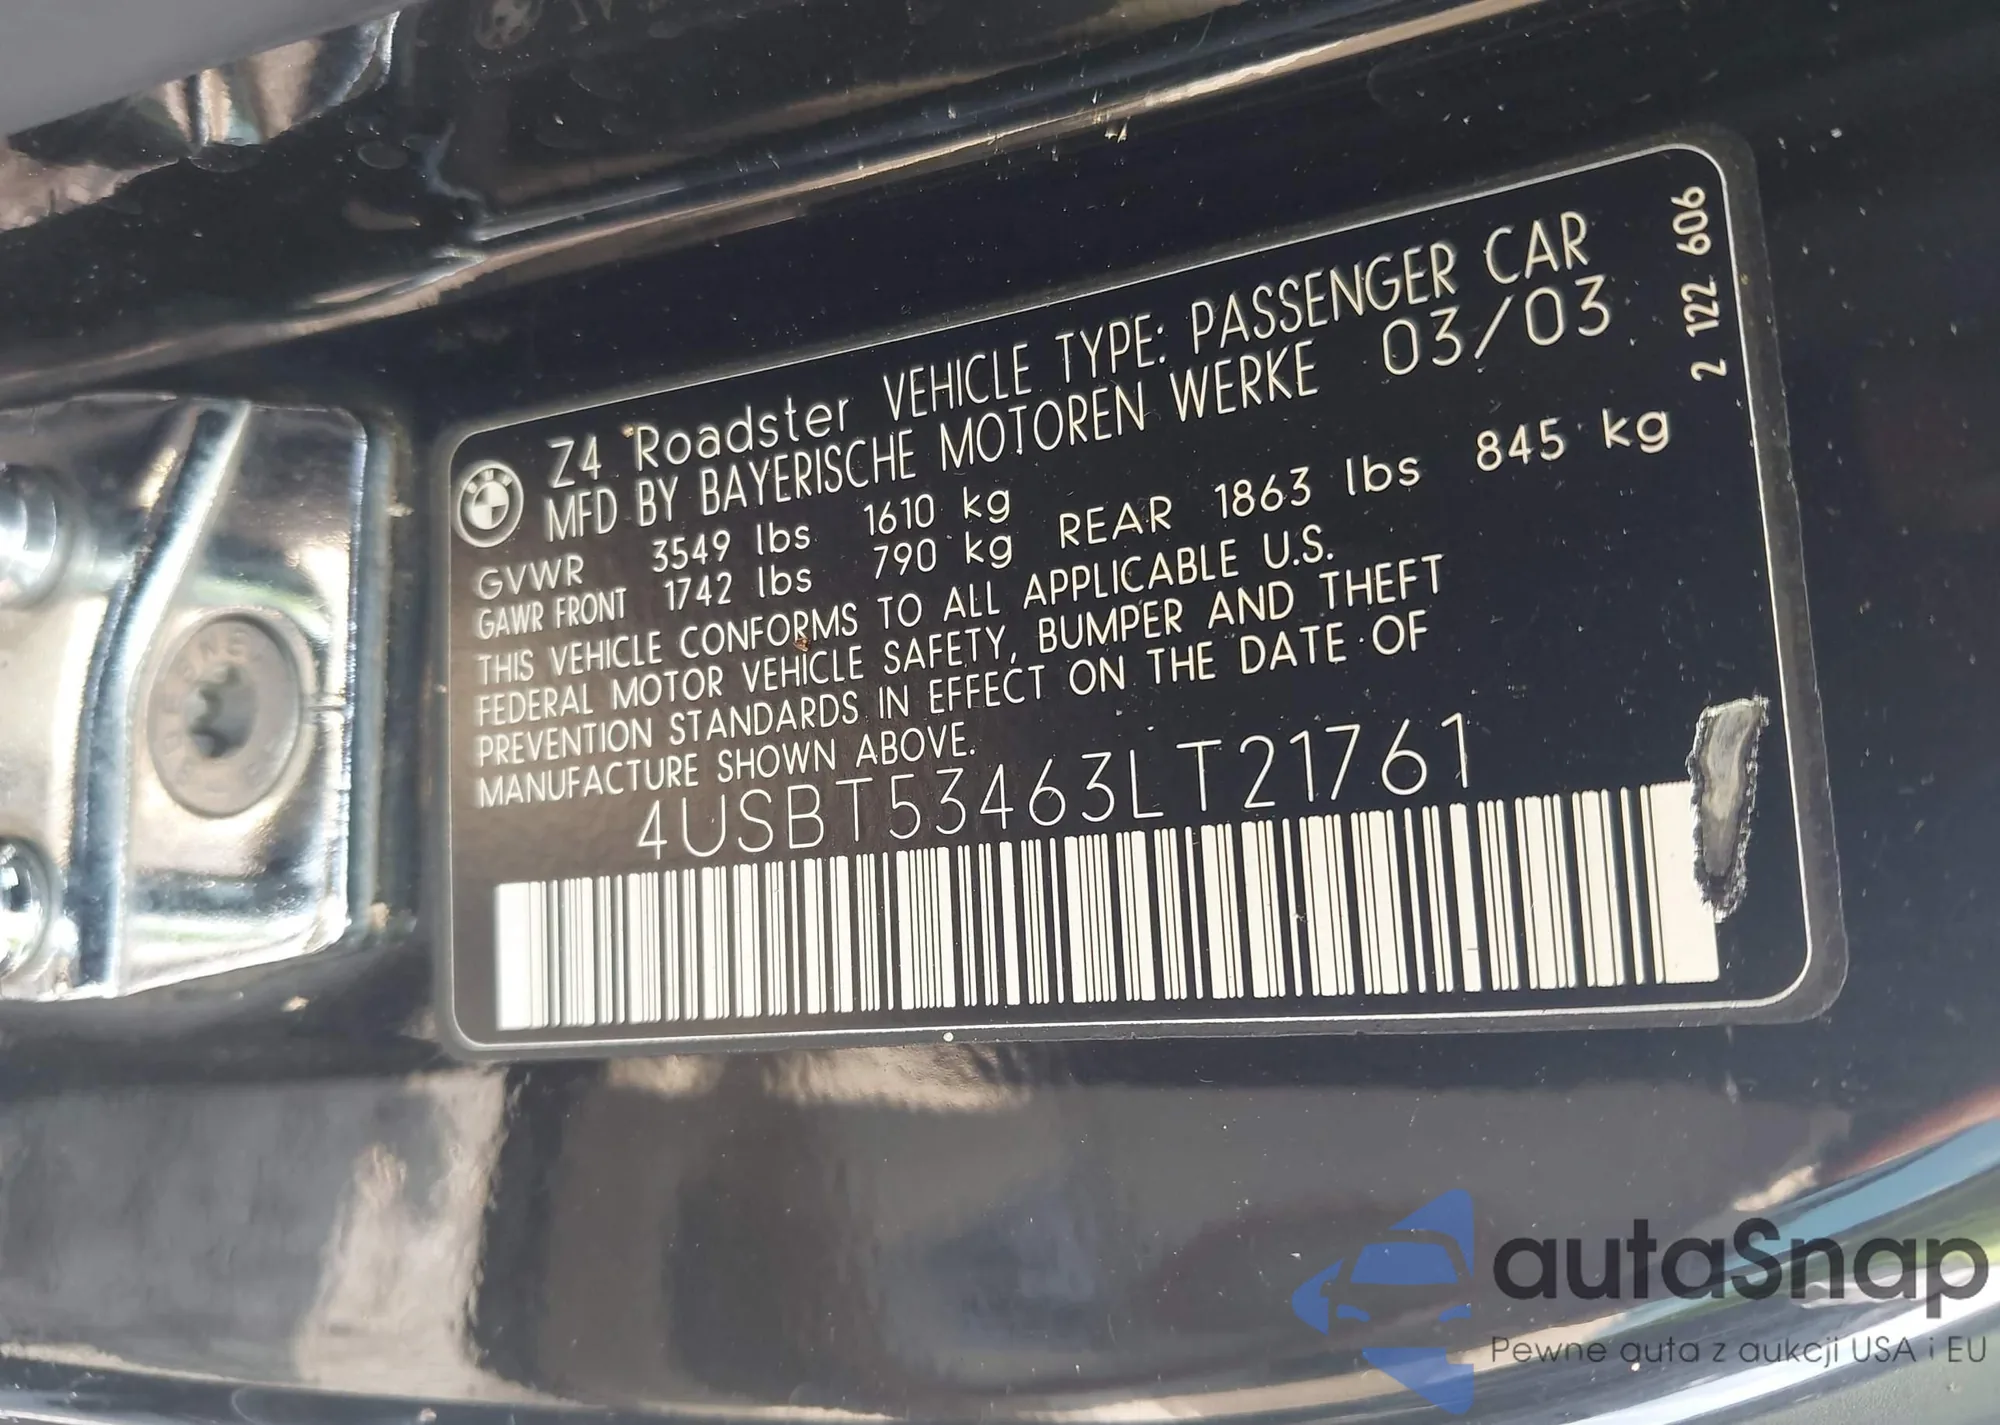 Z4 Roadster VEHICLE TYPE: PASSENGER CAR
MFD BY BAYERISCHE MOTOREN WERKE 03/03
GVWR 3549 lbs 1610 kg
GAWR FRONT 1742 lbs 790 kg REAR 1863 lbs 845 kg
THIS VEHICLE CONFORMS TO ALL APPLICABLE U.S.
FEDERAL MOTOR VEHICLE SAFETY, BUMPER AND THEFT
PREVENTION STANDARDS IN EFFECT ON THE DATE OF
MANUFACTURE SHOWN ABOVE.
4USBT53463LT21761
2 122 606
autaSnap
Pewne auta z aukcji USA i EU